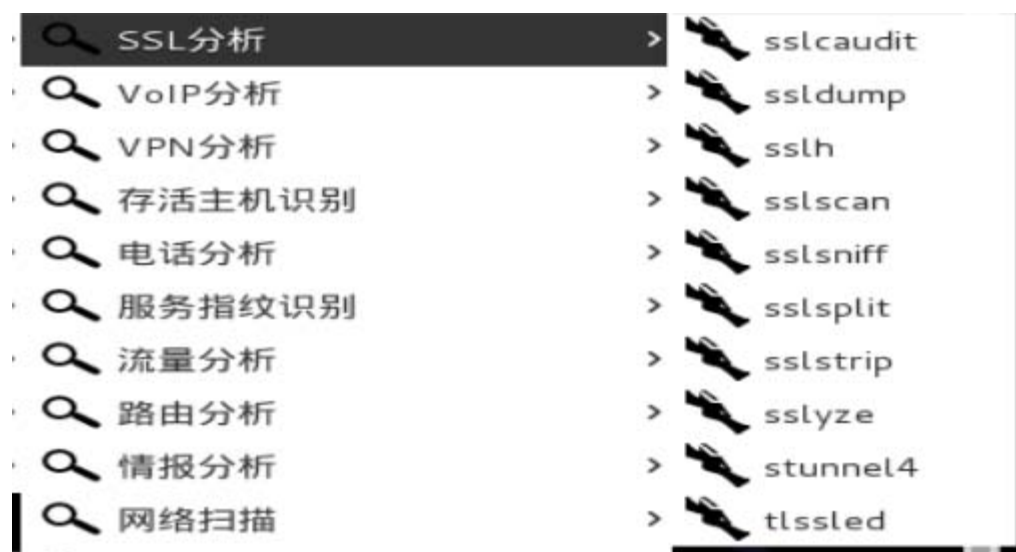 SSL分析
VoIP分析
VPN分析
存活主机识别
电话分析
服务指纹识别
流量分析
路由分析
情报分析
网络扫描
sslcaudit
ssldump
sslh
sslscan
sslsniff
sslsplit
sslstrip
sslyze
stunnel4
tlssled